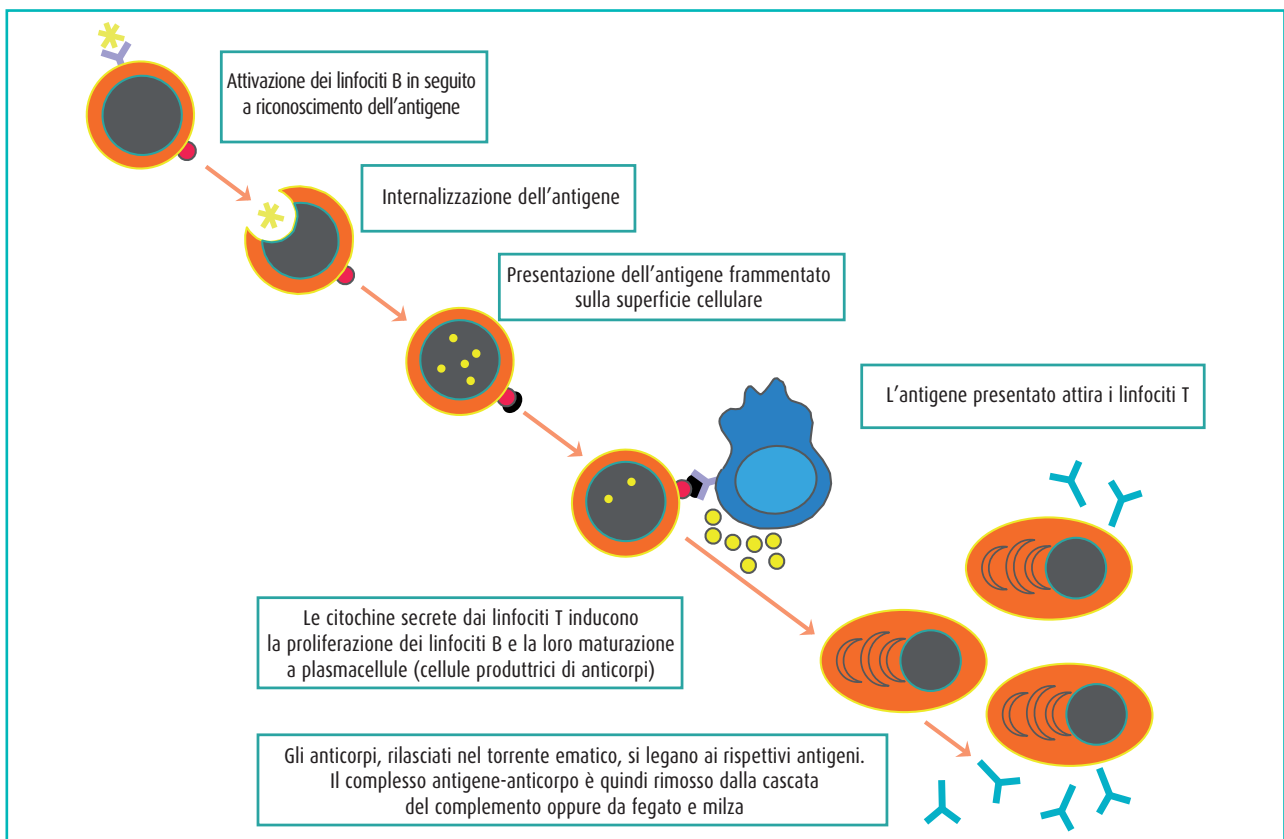 Attivazione dei linfociti B in seguito
a riconoscimento dell'antigene
Internalizzazione dell'antigene
Presentazione dell'antigene frammentato
sulla superficie cellulare
L'antigene presentato attira i linfociti T
Le citochine secrete dai linfociti T inducono
la proliferazione dei linfociti B e la loro maturazione
a plasmacellule (cellule produttrici di anticorpi)
Gli anticorpi, rilasciati nel torrente ematico, si legano ai rispettivi antigeni.
Il complesso antigene-anticorpo è quindi rimosso dalla cascata
del complemento oppure da fegato e milza